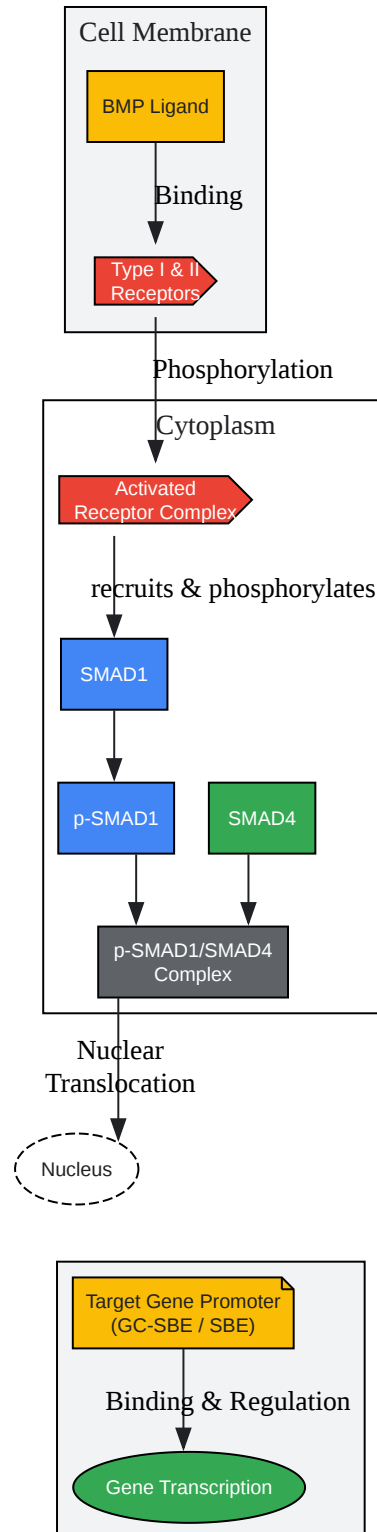 Cell Membrane
BMP Ligand
Binding
Type I & II
Receptors
Phosphorylation
Cytoplasm
Activated
Receptor Complex
recruits & phosphorylates
SMAD1
p-SMAD1
SMAD4
p-SMAD1/SMAD4
Complex
Nuclear
Translocation
Nucleus
Target Gene Promoter
(GC-SBE / SBE)
Binding & Regulation
Gene Transcription